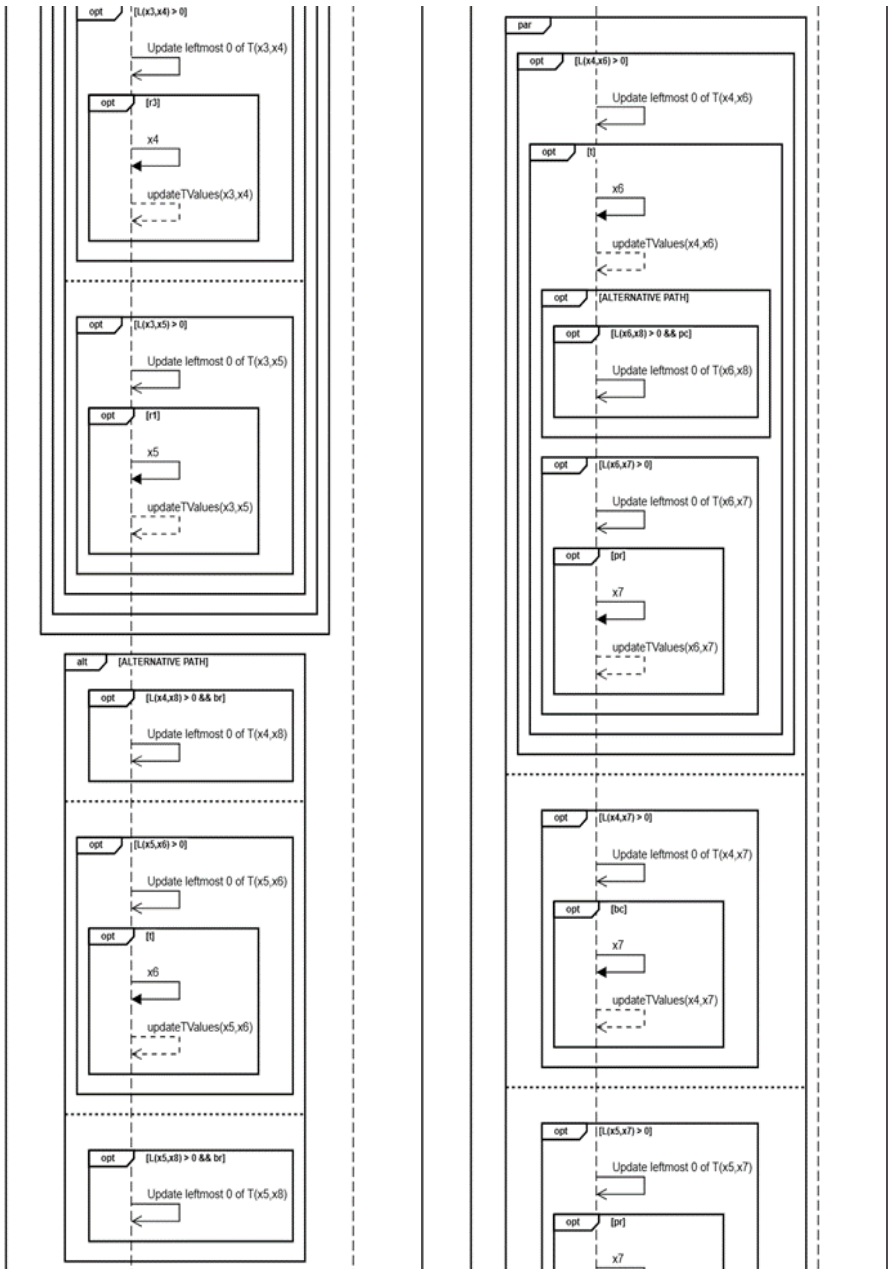 opt [L(x3,x4) > 0]
Update leftmost 0 of T(x3,x4)
opt [r3]
x4
updateTValues(x3,x4)
opt [L(x3,x5) > 0]
Update leftmost 0 of T(x3,x5)
opt [r1]
x5
updateTValues(x3,x5)
alt [ALTERNATIVE PATH]
opt [L(x4,x8) > 0 && br]
Update leftmost 0 of T(x4,x8)
opt [L(x5,x6) > 0]
Update leftmost 0 of T(x5,x6)
opt [t]
x6
updateTValues(x5,x6)
opt [L(x5,x8) > 0 && br]
Update leftmost 0 of T(x5,x8)
par
opt [L(x4,x6) > 0]
Update leftmost 0 of T(x4,x6)
opt [t]
x6
updateTValues(x4,x6)
opt [ALTERNATIVE PATH]
opt [L(x6,x8) > 0 && pc]
Update leftmost 0 of T(x6,x8)
opt [L(x6,x7) > 0]
Update leftmost 0 of T(x6,x7)
opt [pr]
x7
updateTValues(x6,x7)
opt [L(x4,x7) > 0]
Update leftmost 0 of T(x4,x7)
opt [bc]
x7
updateTValues(x4,x7)
opt [L(x5,x7) > 0]
Update leftmost 0 of T(x5,x7)
opt [pr]
x7